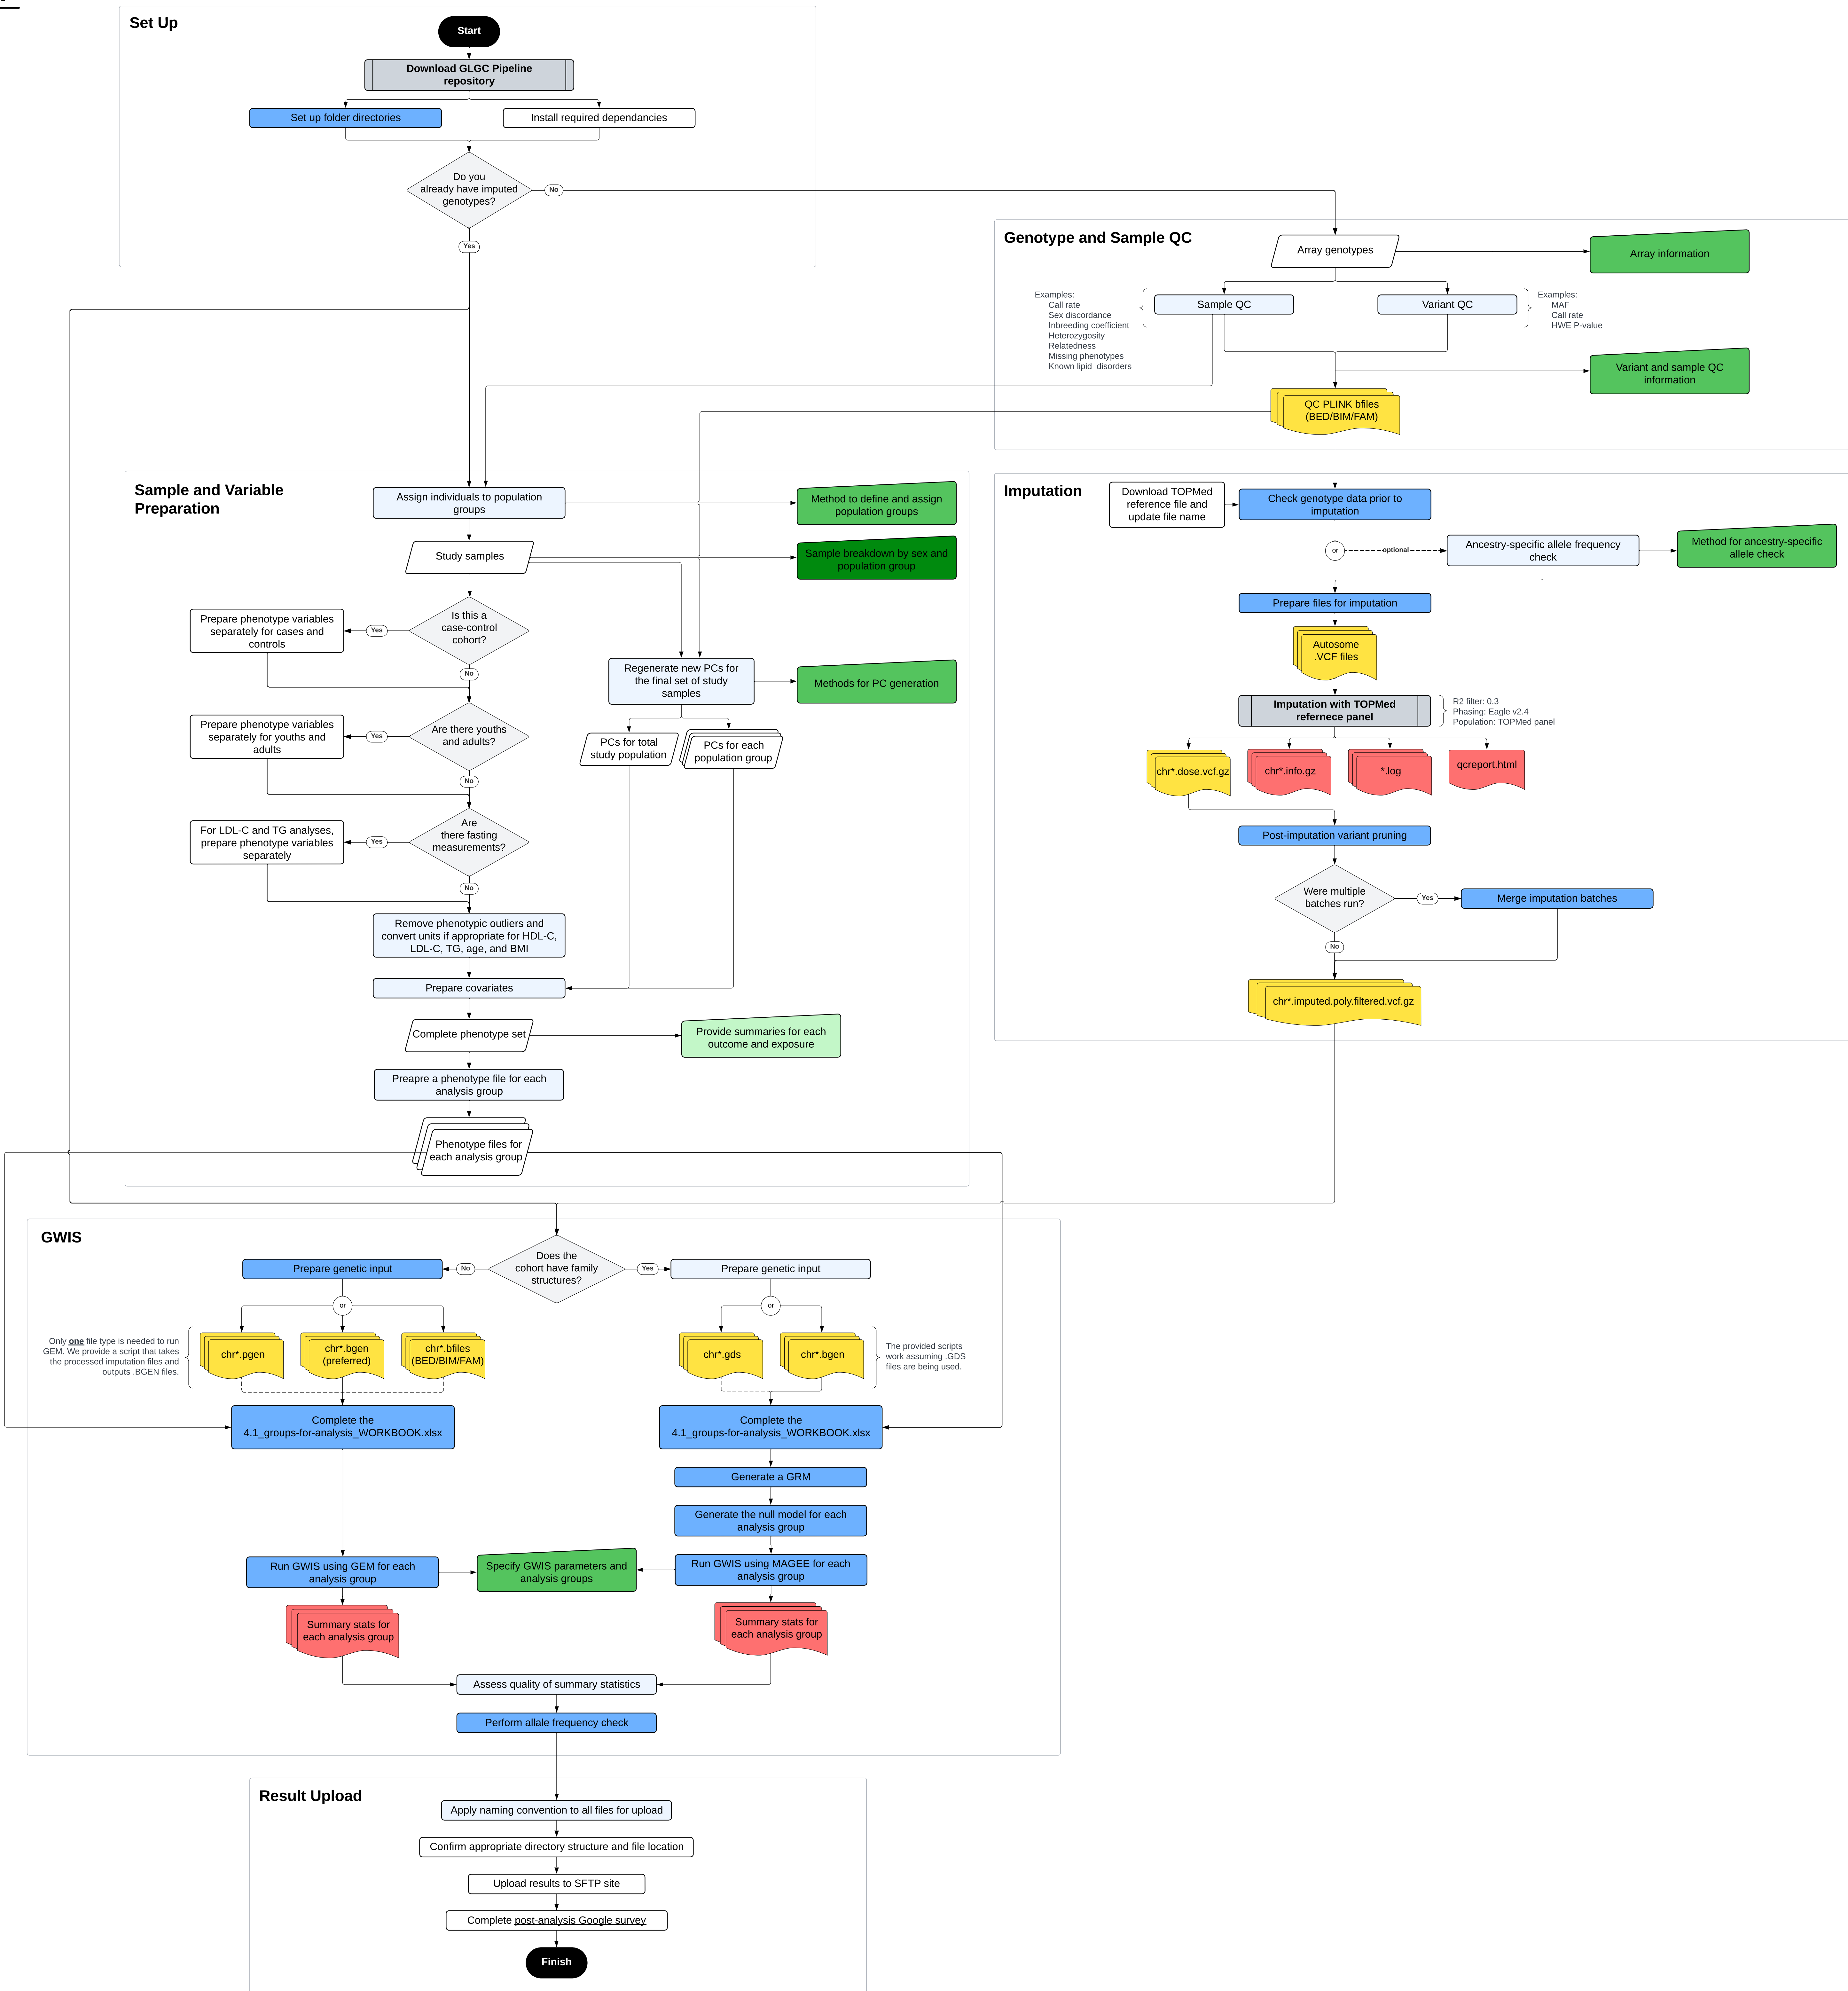 Set Up
Start
Download GLGC Pipeline
repository
Set up folder directories
Install required dependancies
Do you
already have imputed
genotypes?
No
Yes
Genotype and Sample QC
Array genotypes
Array information
Examples:
Call rate
Sex discordance
Inbreeding coefficient
Heterozygosity
Relatedness
Missing phenotypes
Known lipid disorders
Sample QC
Variant QC
Examples:
MAF
Call rate
HWE P-value
Variant and sample QC
information
QC PLINK bfiles
(BED/BIM/FAM)
Sample and Variable
Preparation
Assign individuals to population
groups
Method to define and assign
population groups
Study samples
Sample breakdown by sex and
population group
Is this a
case-control
cohort?
Yes
Prepare phenotype variables
separately for cases and
controls
No
Regenerate new PCs for
the final set of study
samples
Methods for PC generation
Are there youths
and adults?
Yes
Prepare phenotype variables
separately for youths and
adults
No
PCs for total
study population
PCs for each
population group
Are
there fasting
measurements?
Yes
For LDL-C and TG analyses,
prepare phenotype variables
separately
No
Remove phenotypic outliers and
convert units if appropriate for HDL-C,
LDL-C, TG, age, and BMI
Prepare covariates
Complete phenotype set
Provide summaries for each
outcome and exposure
Preapre a phenotype file for each
analysis group
Phenotype files for
each analysis group
Imputation
Download TOPMed
reference file and
update file name
Check genotype data prior to
imputation
or
optional
Ancestry-specific allele frequency
check
Method for ancestry-specific
allele check
Prepare files for imputation
Autosome
.VCF files
Imputation with TOPMed
refernece panel
R2 filter: 0.3
Phasing: Eagle v2.4
Population: TOPMed panel
chr*.dose.vcf.gz
chr*.info.gz
*.log
qcreport.html
Post-imputation variant pruning
Were multiple
batches run?
Yes
Merge imputation batches
No
chr*.imputed.poly.filtered.vcf.gz
GWIS
Does the
cohort have family
structures?
No
Yes
Prepare genetic input
Prepare genetic input
or
or
Only one file type is needed to run
GEM. We provide a script that takes
the processed imputation files and
outputs .BGEN files.
chr*.pgen
chr*.bgen
(preferred)
chr*.bfiles
(BED/BIM/FAM)
chr*.gds
chr*.bgen
The provided scripts
work assuming .GDS
files are being used.
Complete the
4.1_groups-for-analysis_WORKBOOK.xlsx
Complete the
4.1_groups-for-analysis_WORKBOOK.xlsx
Generate a GRM
Generate the null model for each
analysis group
Run GWIS using GEM for each
analysis group
Specify GWIS parameters and
analysis groups
Run GWIS using MAGEE for each
analysis group
Summary stats for
each analysis group
Summary stats for
each analysis group
Assess quality of summary statistics
Perform allale frequency check
Result Upload
Apply naming convention to all files for upload
Confirm appropriate directory structure and file location
Upload results to SFTP site
Complete post-analysis Google survey
Finish